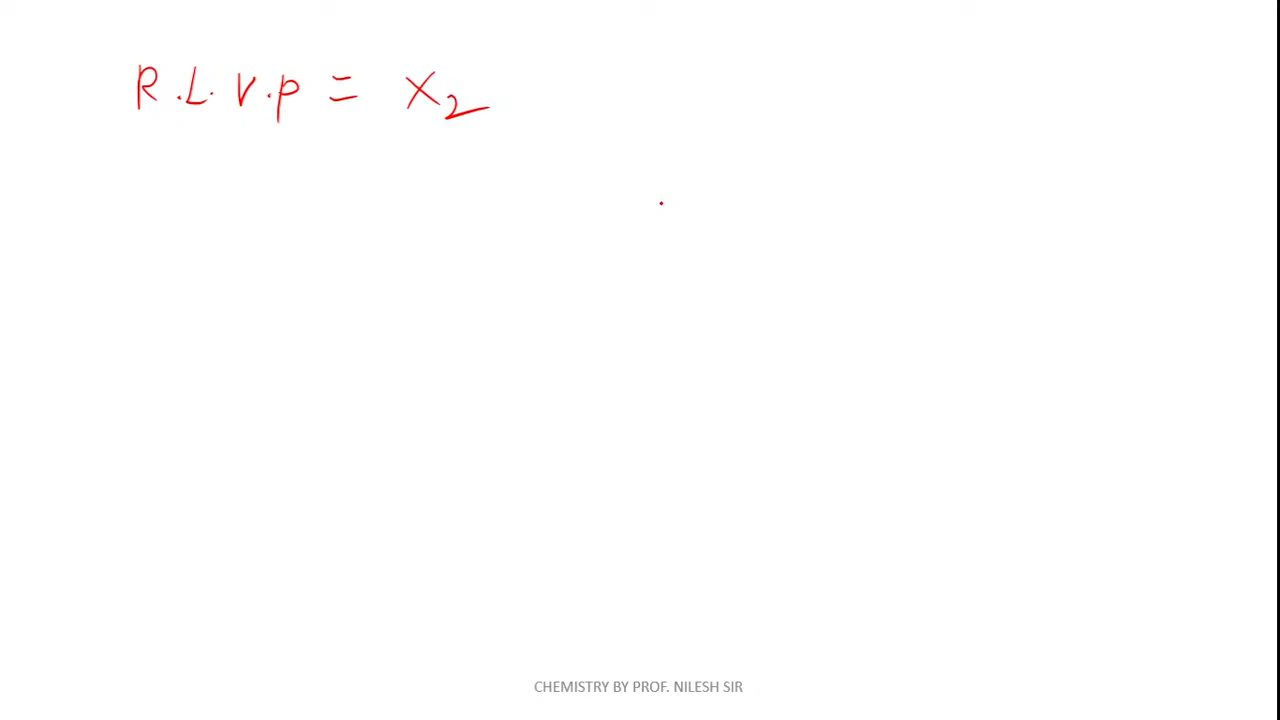 R.L.V.P = X2
CHEMISTRY BY PROF. NILESH SIR